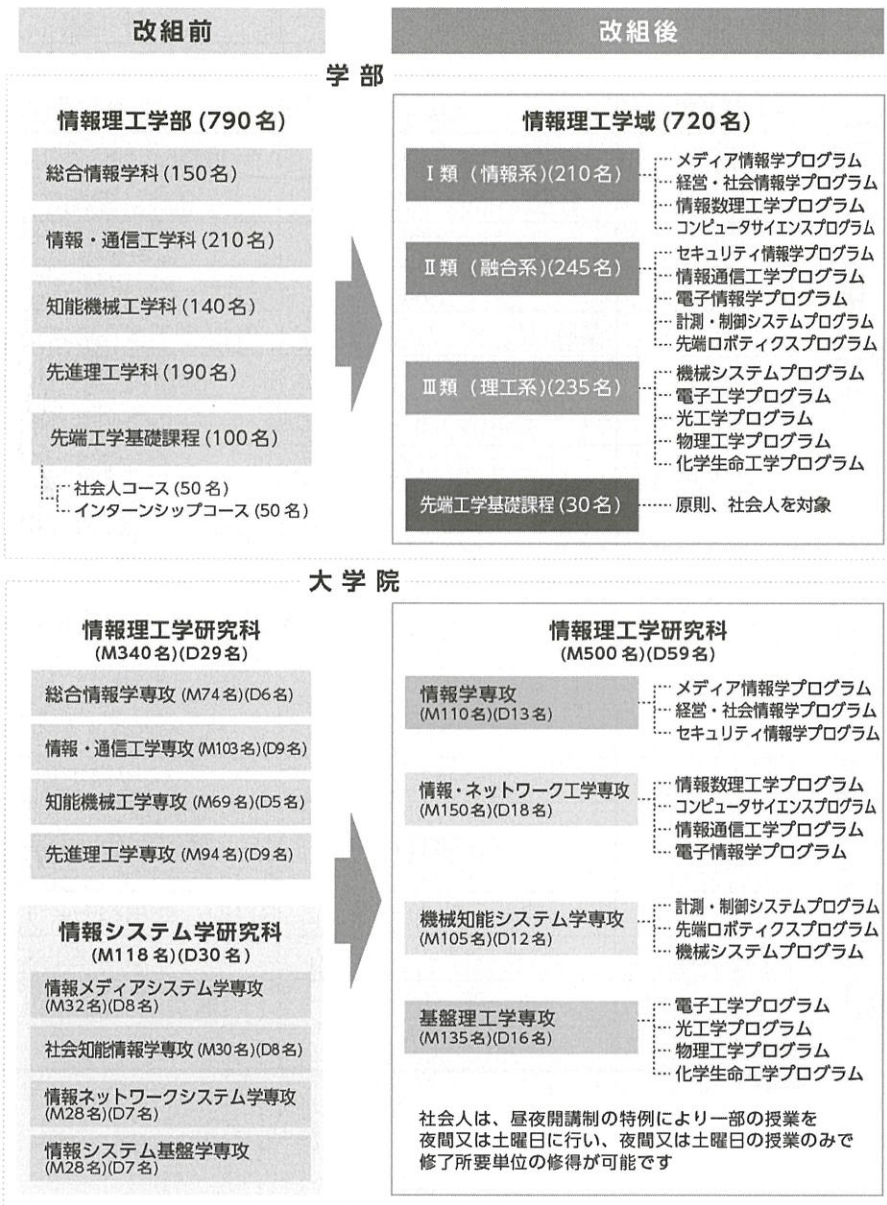 改組前
改組後
学部
情報理工学部 (790名)
総合情報学科 (150名)
情報・通信工学科 (210名)
知能機械工学科 (140名)
先進理工学科 (190名)
先端工学基礎課程 (100名)
社会人コース (50名)
インターンシップコース (50名)
情報理工学域 (720名)
Ⅰ類 (情報系)(210名)
メディア情報学プログラム
経営・社会情報学プログラム
情報数理工学プログラム
コンピュータサイエンスプログラム
Ⅱ類 (融合系)(245名)
セキュリティ情報学プログラム
情報通信工学プログラム
電子情報学プログラム
計測・制御システムプログラム
先端ロボティクスプログラム
Ⅲ類 (理工系)(235名)
機械システムプログラム
電子工学プログラム
光工学プログラム
物理工学プログラム
化学生命工学プログラム
先端工学基礎課程 (30名)
原則、社会人を対象
大学院
情報理工学研究科
(M340名)(D29名)
総合情報学専攻 (M74名)(D6名)
情報・通信工学専攻 (M103名)(D9名)
知能機械工学専攻 (M69名)(D5名)
先進理工学専攻 (M94名)(D9名)
情報システム学研究科
(M118名)(D30名)
情報メディアシステム学専攻
(M32名)(D8名)
社会知能情報学専攻 (M30名)(D8名)
情報ネットワークシステム学専攻
(M28名)(D7名)
情報システム基盤学専攻
(M28名)(D7名)
情報理工学研究科
(M500名)(D59名)
情報学専攻
(M110名)(D13名)
メディア情報学プログラム
経営・社会情報学プログラム
セキュリティ情報学プログラム
情報・ネットワーク工学専攻
(M150名)(D18名)
情報数理工学プログラム
コンピュータサイエンスプログラム
情報通信工学プログラム
電子情報学プログラム
機械知能システム学専攻
(M105名)(D12名)
計測・制御システムプログラム
先端ロボティクスプログラム
機械システムプログラム
基盤理工学専攻
(M135名)(D16名)
電子工学プログラム
光工学プログラム
物理工学プログラム
化学生命工学プログラム
社会人は、昼夜開講制の特例により一部の授業を
夜間又は土曜日に行い、夜間又は土曜日の授業のみで
修了所要単位の修得が可能です